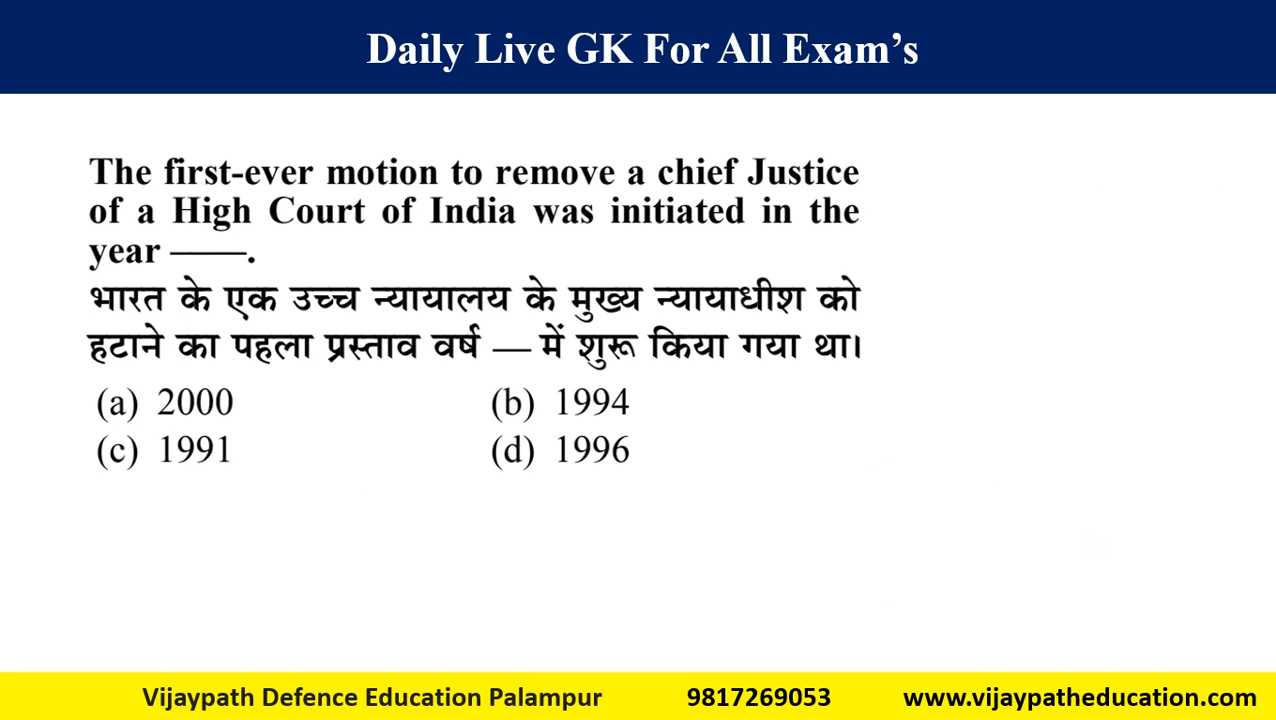 Daily Live GK For All Exam’s
The first-ever motion to remove a chief Justice
of a High Court of India was initiated in the
year ——.
भारत के एक उच्च न्यायालय के मुख्य न्यायाधीश को
हटाने का पहला प्रस्ताव वर्ष — में शुरू किया गया था।
(a) 2000 (b) 1994
(c) 1991 (d) 1996
Vijaypath Defence Education Palampur 9817269053 www.vijaypatheducation.com